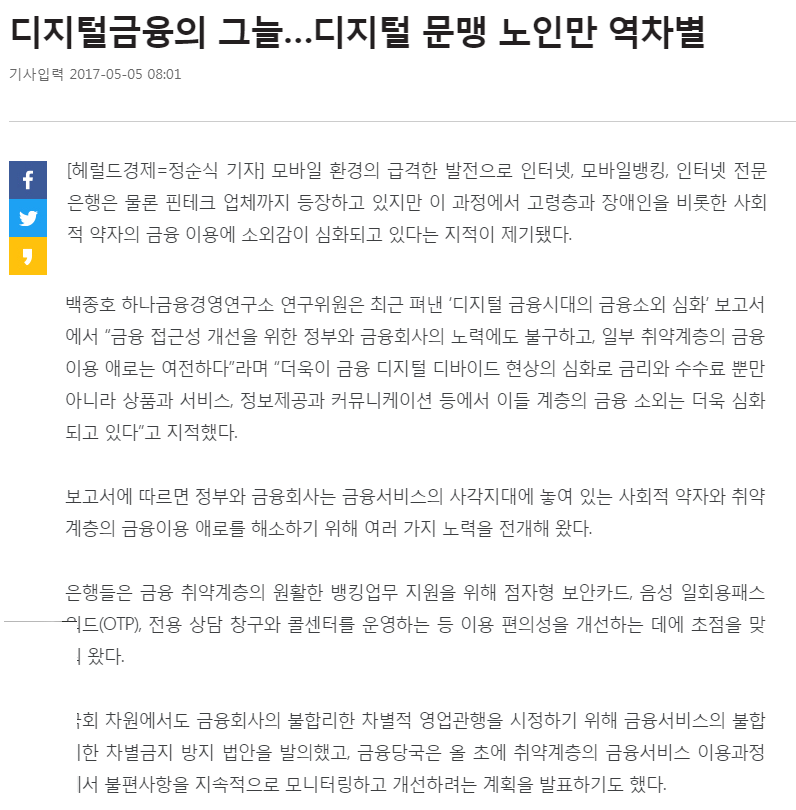 디지털금융의 그늘...디지털 문맹 노인만 역차별
기사입력 2017-05-05 08:01
[헤럴드경제=정순식 기자] 모바일 환경의 급격한 발전으로 인터넷, 모바일뱅킹, 인터넷 전문
은행은 물론 핀테크 업체까지 등장하고 있지만 이 과정에서 고령층과 장애인을 비롯한 사회
적 약자의 금융 이용에 소외감이 심화되고 있다는 지적이 제기됐다.
백종호 하나금융경영연구소 연구위원은 최근 펴낸 ‘디지털 금융시대의 금융소외 심화’ 보고서
에서 “금융 접근성 개선을 위한 정부와 금융회사의 노력에도 불구하고, 일부 취약계층의 금융
이용 애로는 여전하다”라며 “더욱이 금융 디지털 디바이드 현상의 심화로 금리와 수수료 뿐만
아니라 상품과 서비스, 정보제공과 커뮤니케이션 등에서 이들 계층의 금융 소외는 더욱 심화
되고 있다”고 지적했다.
보고서에 따르면 정부와 금융회사는 금융서비스의 사각지대에 놓여 있는 사회적 약자와 취약
계층의 금융이용 애로를 해소하기 위해 여러 가지 노력을 전개해 왔다.
은행들은 금융 취약계층의 원활한 뱅킹업무 지원을 위해 점자형 보안카드, 음성 일회용패스
워드(OTP), 전용 상담 창구와 콜센터를 운영하는 등 이용 편의성을 개선하는 데에 초점을 맞
왔다.
국회 차원에서도 금융회사의 불합리한 차별적 영업관행을 시정하기 위해 금융서비스의 불합
리한 차별금지 방지 법안을 발의했고, 금융당국은 올 초에 취약계층의 금융서비스 이용과정
에서 불편사항을 지속적으로 모니터링하고 개선하려는 계획을 발표하기도 했다.